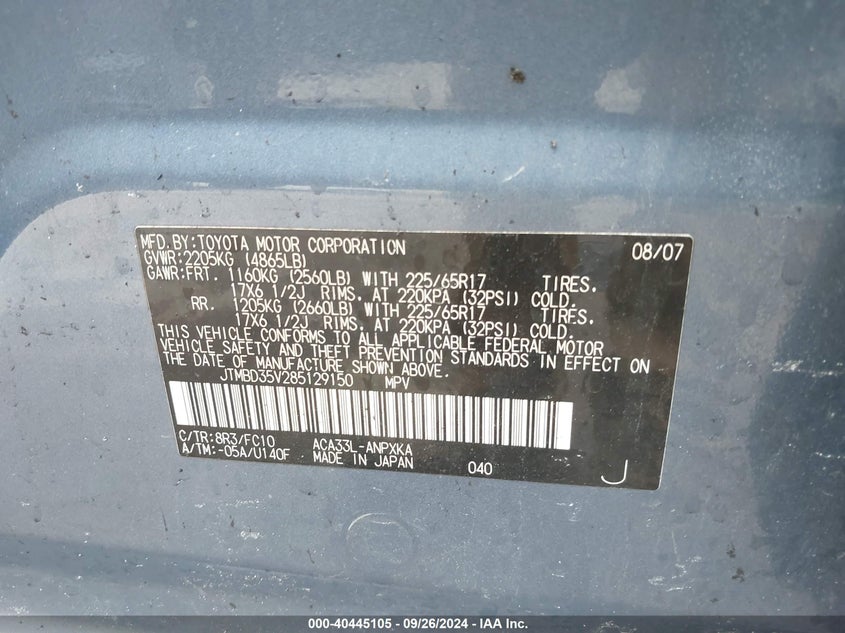 MFD.BY:TOYOTA MOTOR CORPORATION 08/07
GVWR:2205KG (4865LB)
GAWR:FRT. 1160KG (2560LB) WITH 225/65R17 TIRES.
17X6 1/2J RIMS. AT 220KPA (32PSI) COLD.
RR. 1205KG (2660LB) WITH 225/65R17 TIRES.
17X6 1/2J RIMS. AT 220KPA (32PSI) COLD.
THIS VEHICLE CONFORMS TO ALL APPLICABLE FEDERAL MOTOR
VEHICLE SAFETY AND THEFT PREVENTION STANDARDS IN EFFECT ON
THE DATE OF MANUFACTURE SHOWN ABOVE.
JTMBD35V285129150 MPV
C/TR:8R3/FC10 ACA33L-ANPXKA
A/TM:-05A/U140F MADE IN JAPAN 040 J
000-40445105 - 09/26/2024 - IAA Inc.